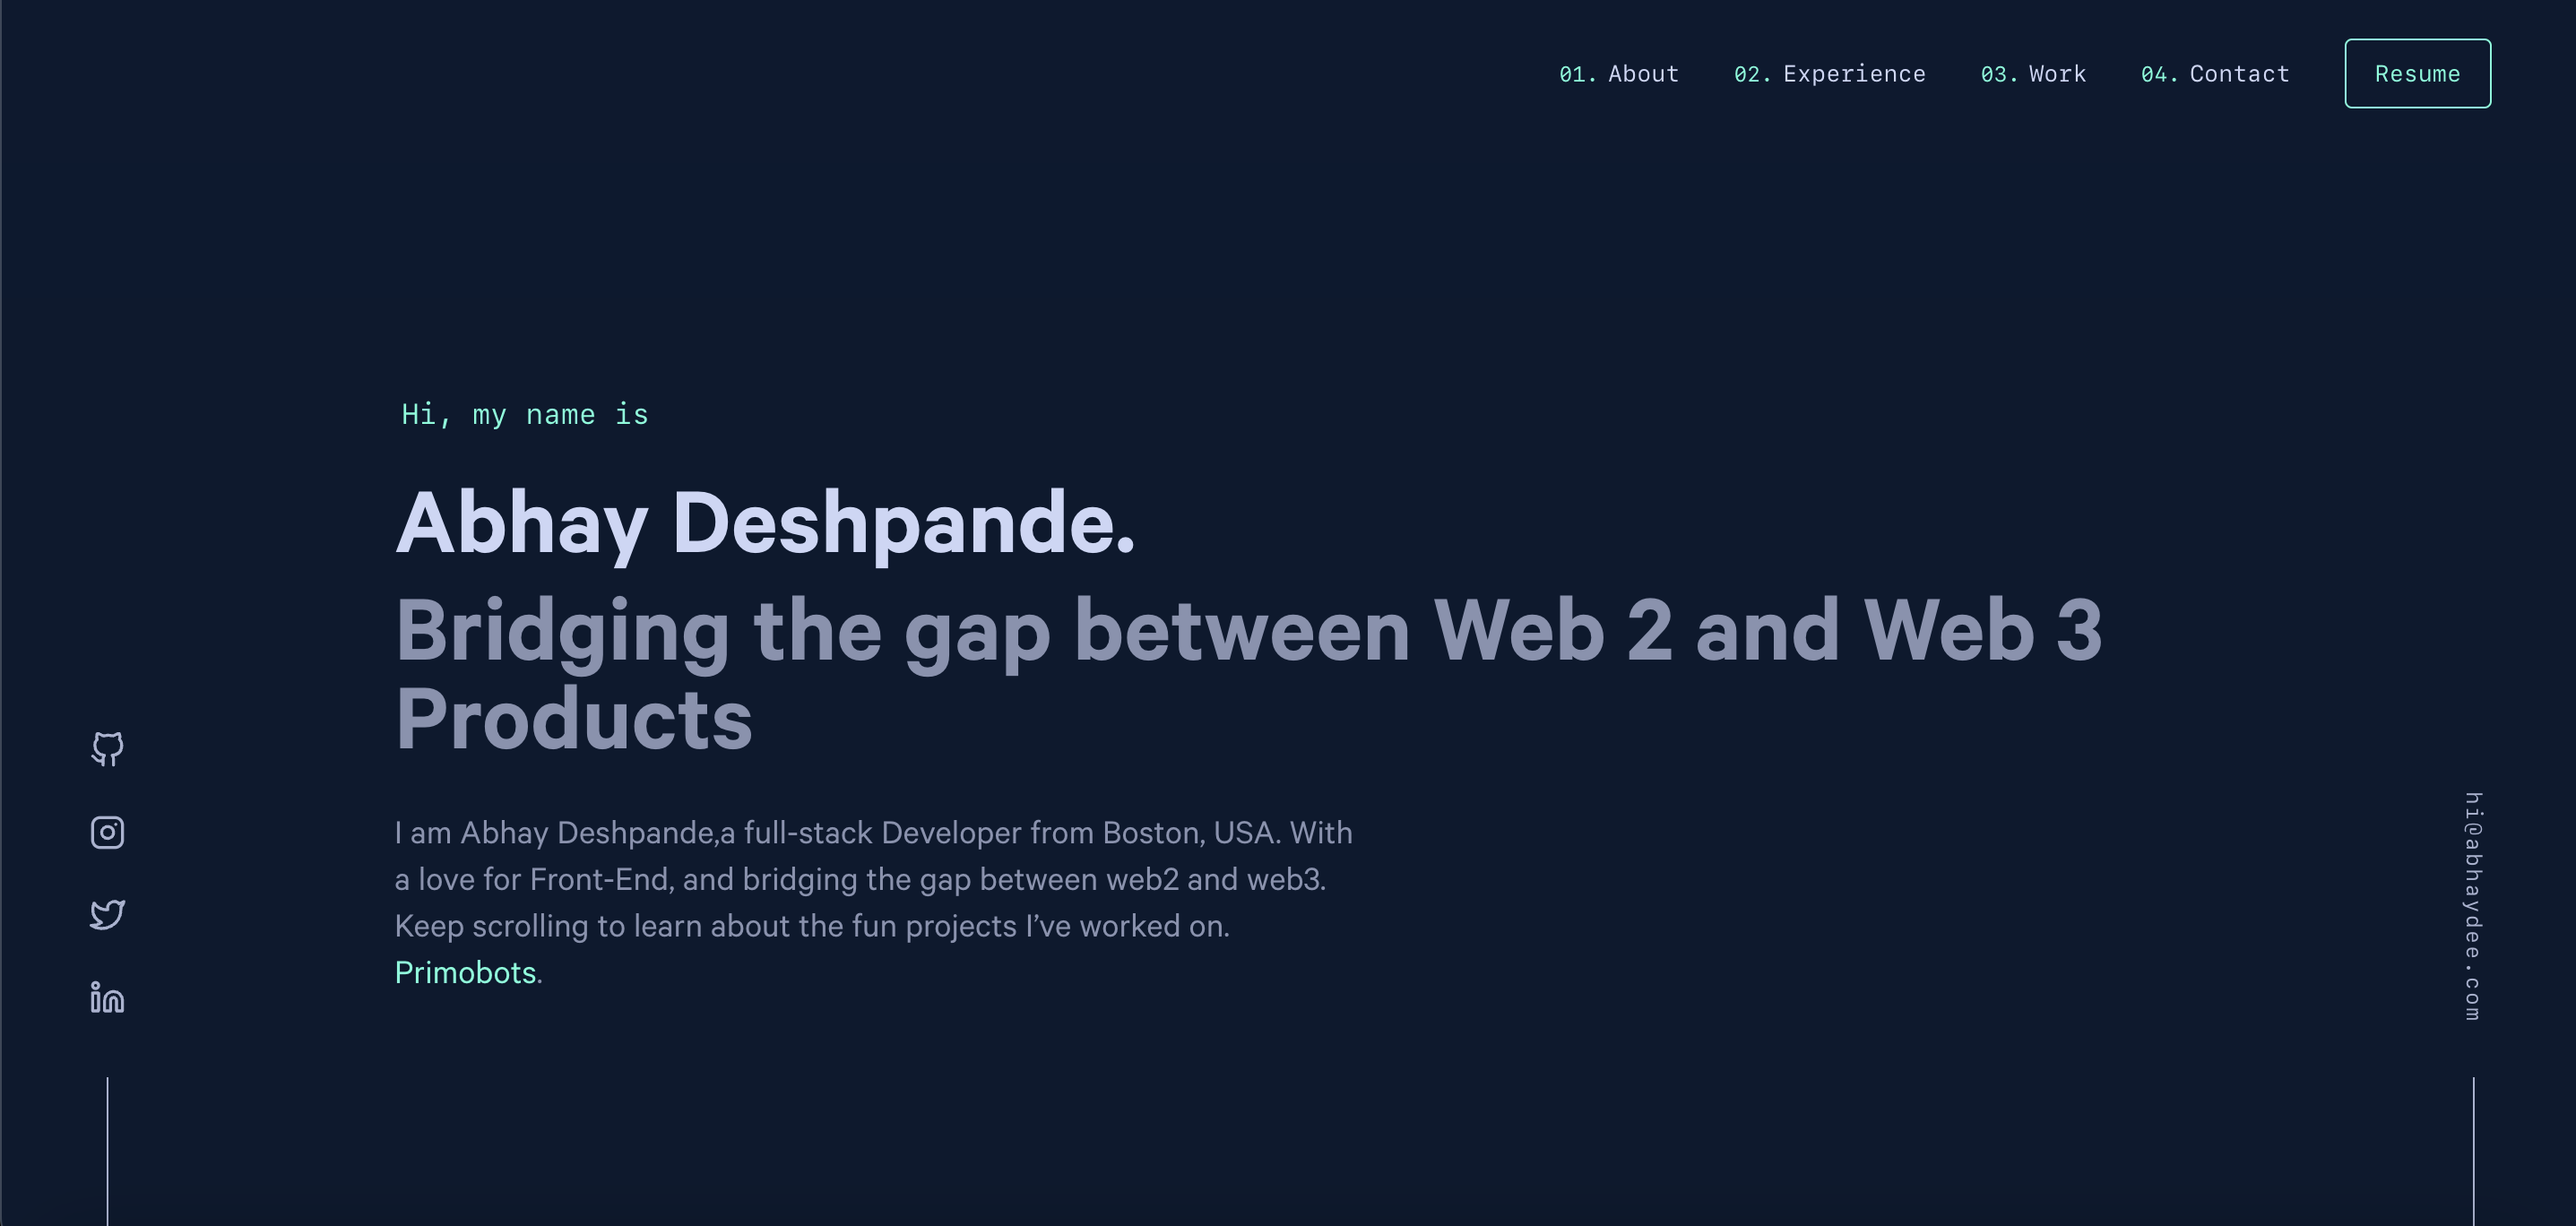 01. About 02. Experience 03. Work 04. Contact Resume
Hi, my name is
Abhay Deshpande.
Bridging the gap between Web 2 and Web 3
Products
I am Abhay Deshpande,a full-stack Developer from Boston, USA. With
a love for Front-End, and bridging the gap between web2 and web3.
Keep scrolling to learn about the fun projects I’ve worked on.
Primobots.
hi@abhaydee.com